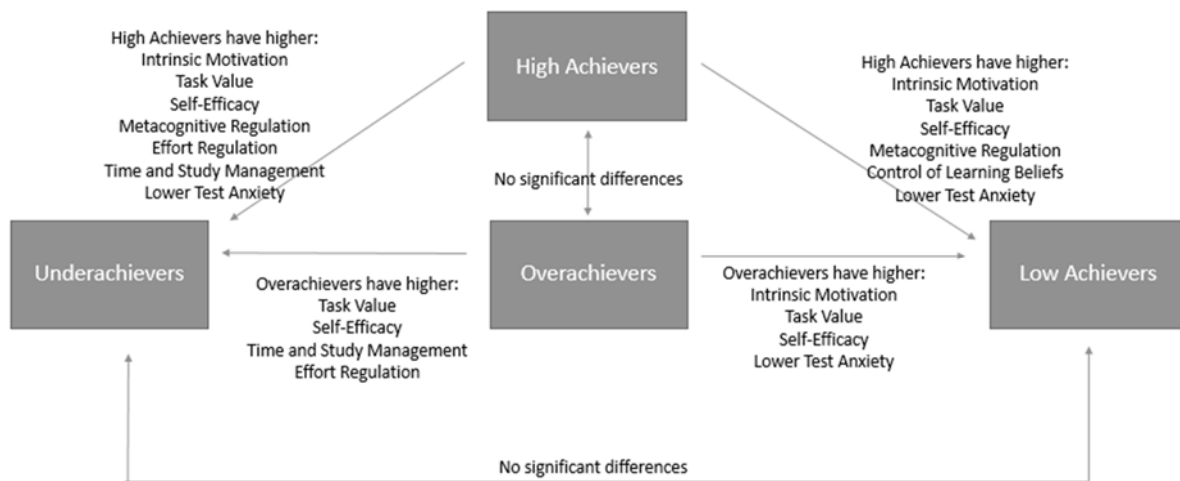 High Achievers have higher:
Intrinsic Motivation
Task Value
Self-Efficacy
Metacognitive Regulation
Effort Regulation
Time and Study Management
Lower Test Anxiety
High Achievers
High Achievers have higher:
Intrinsic Motivation
Task Value
Self-Efficacy
Metacognitive Regulation
Control of Learning Beliefs
Lower Test Anxiety
No significant differences
Underachievers
Overachievers
Low Achievers
Overachievers have higher:
Task Value
Self-Efficacy
Time and Study Management
Effort Regulation
Overachievers have higher:
Intrinsic Motivation
Task Value
Self-Efficacy
Lower Test Anxiety
No significant differences